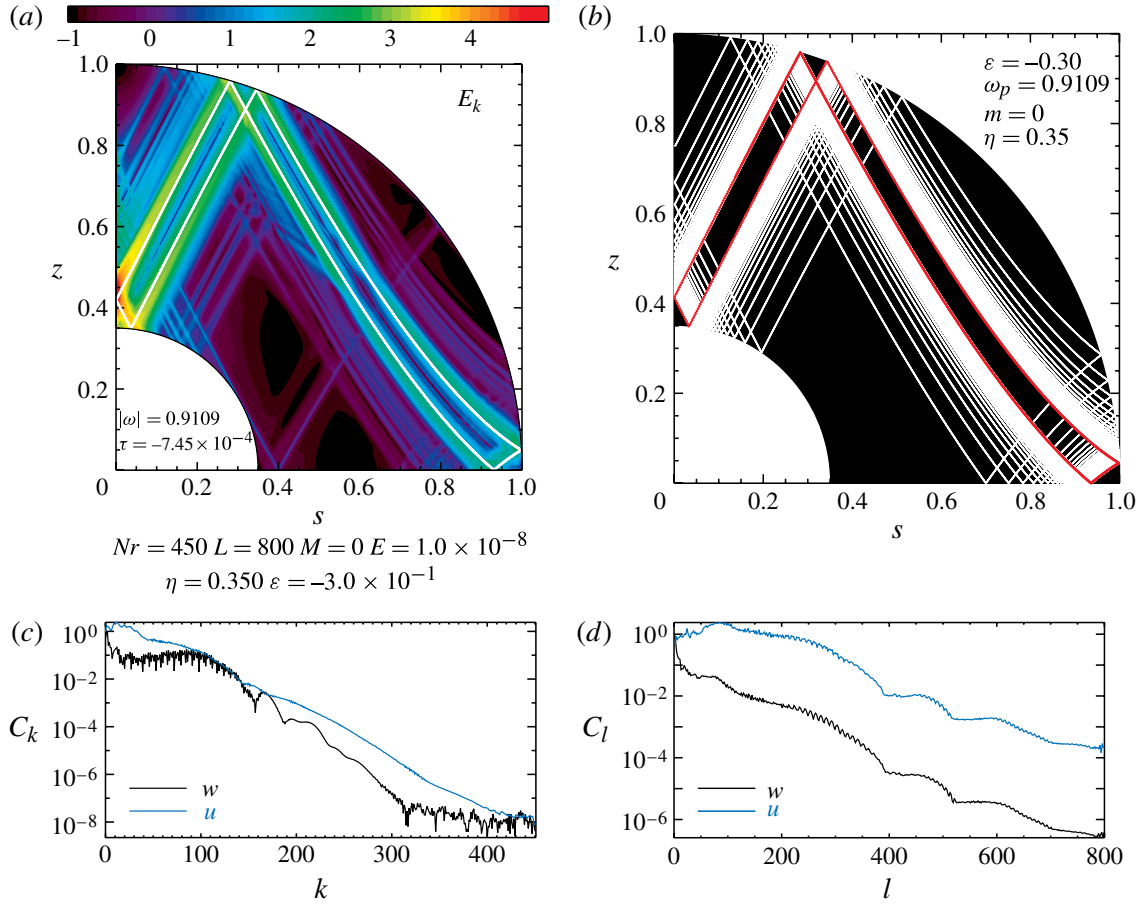 (a)
–1 0 1 2 3 4
1.0
0.8
z 0.6
0.4
0.2
0 0.2 0.4 0.6 0.8 1.0
s
E_k
|ω| = 0.9109
τ = –7.45 × 10^–4
Nr = 450 L = 800 M = 0 E = 1.0 × 10^–8
η = 0.350 ε = –3.0 × 10^–1
(b)
1.0
0.8
z 0.6
0.4
0.2
0 0.2 0.4 0.6 0.8 1.0
s
ε = –0.30
ω_p = 0.9109
m = 0
η = 0.35
(c)
10^0
10^–2
C_k 10^–4
10^–6
10^–8
w
u
0 100 200 300 400
k
(d)
10^0
10^–2
C_l
10^–4
10^–6
w
u
0 200 400 600 800
l